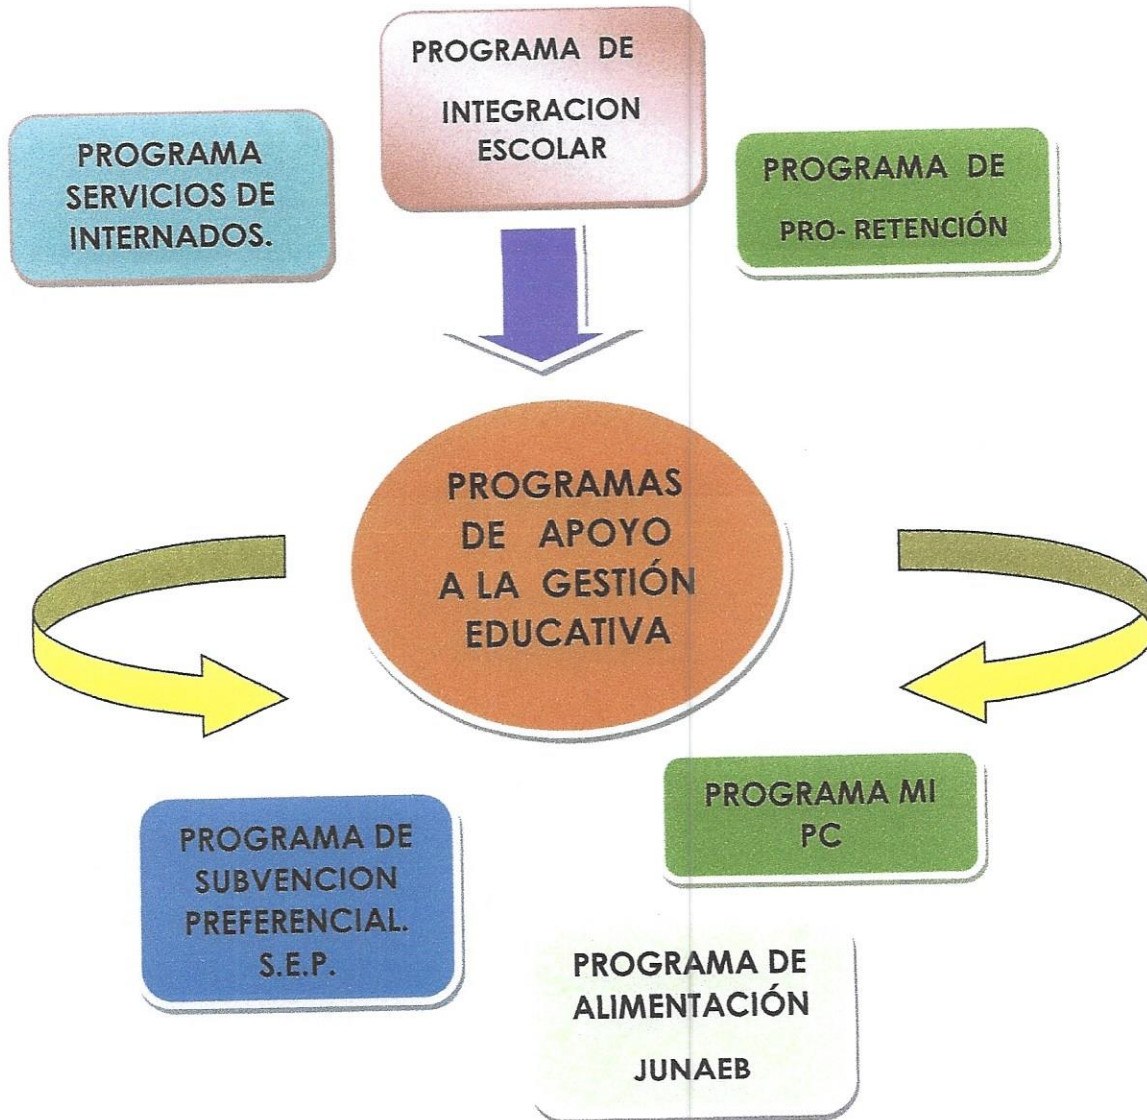 PROGRAMA DE
INTEGRACION
ESCOLAR
PROGRAMA
SERVICIOS DE
INTERNADOS.
PROGRAMA DE
PRO- RETENCIÓN
PROGRAMAS
DE APOYO
A LA GESTIÓN
EDUCATIVA
PROGRAMA MI
PC
PROGRAMA DE
SUBVENCION
PREFERENCIAL.
S.E.P.
PROGRAMA DE
ALIMENTACIÓN
JUNAEB